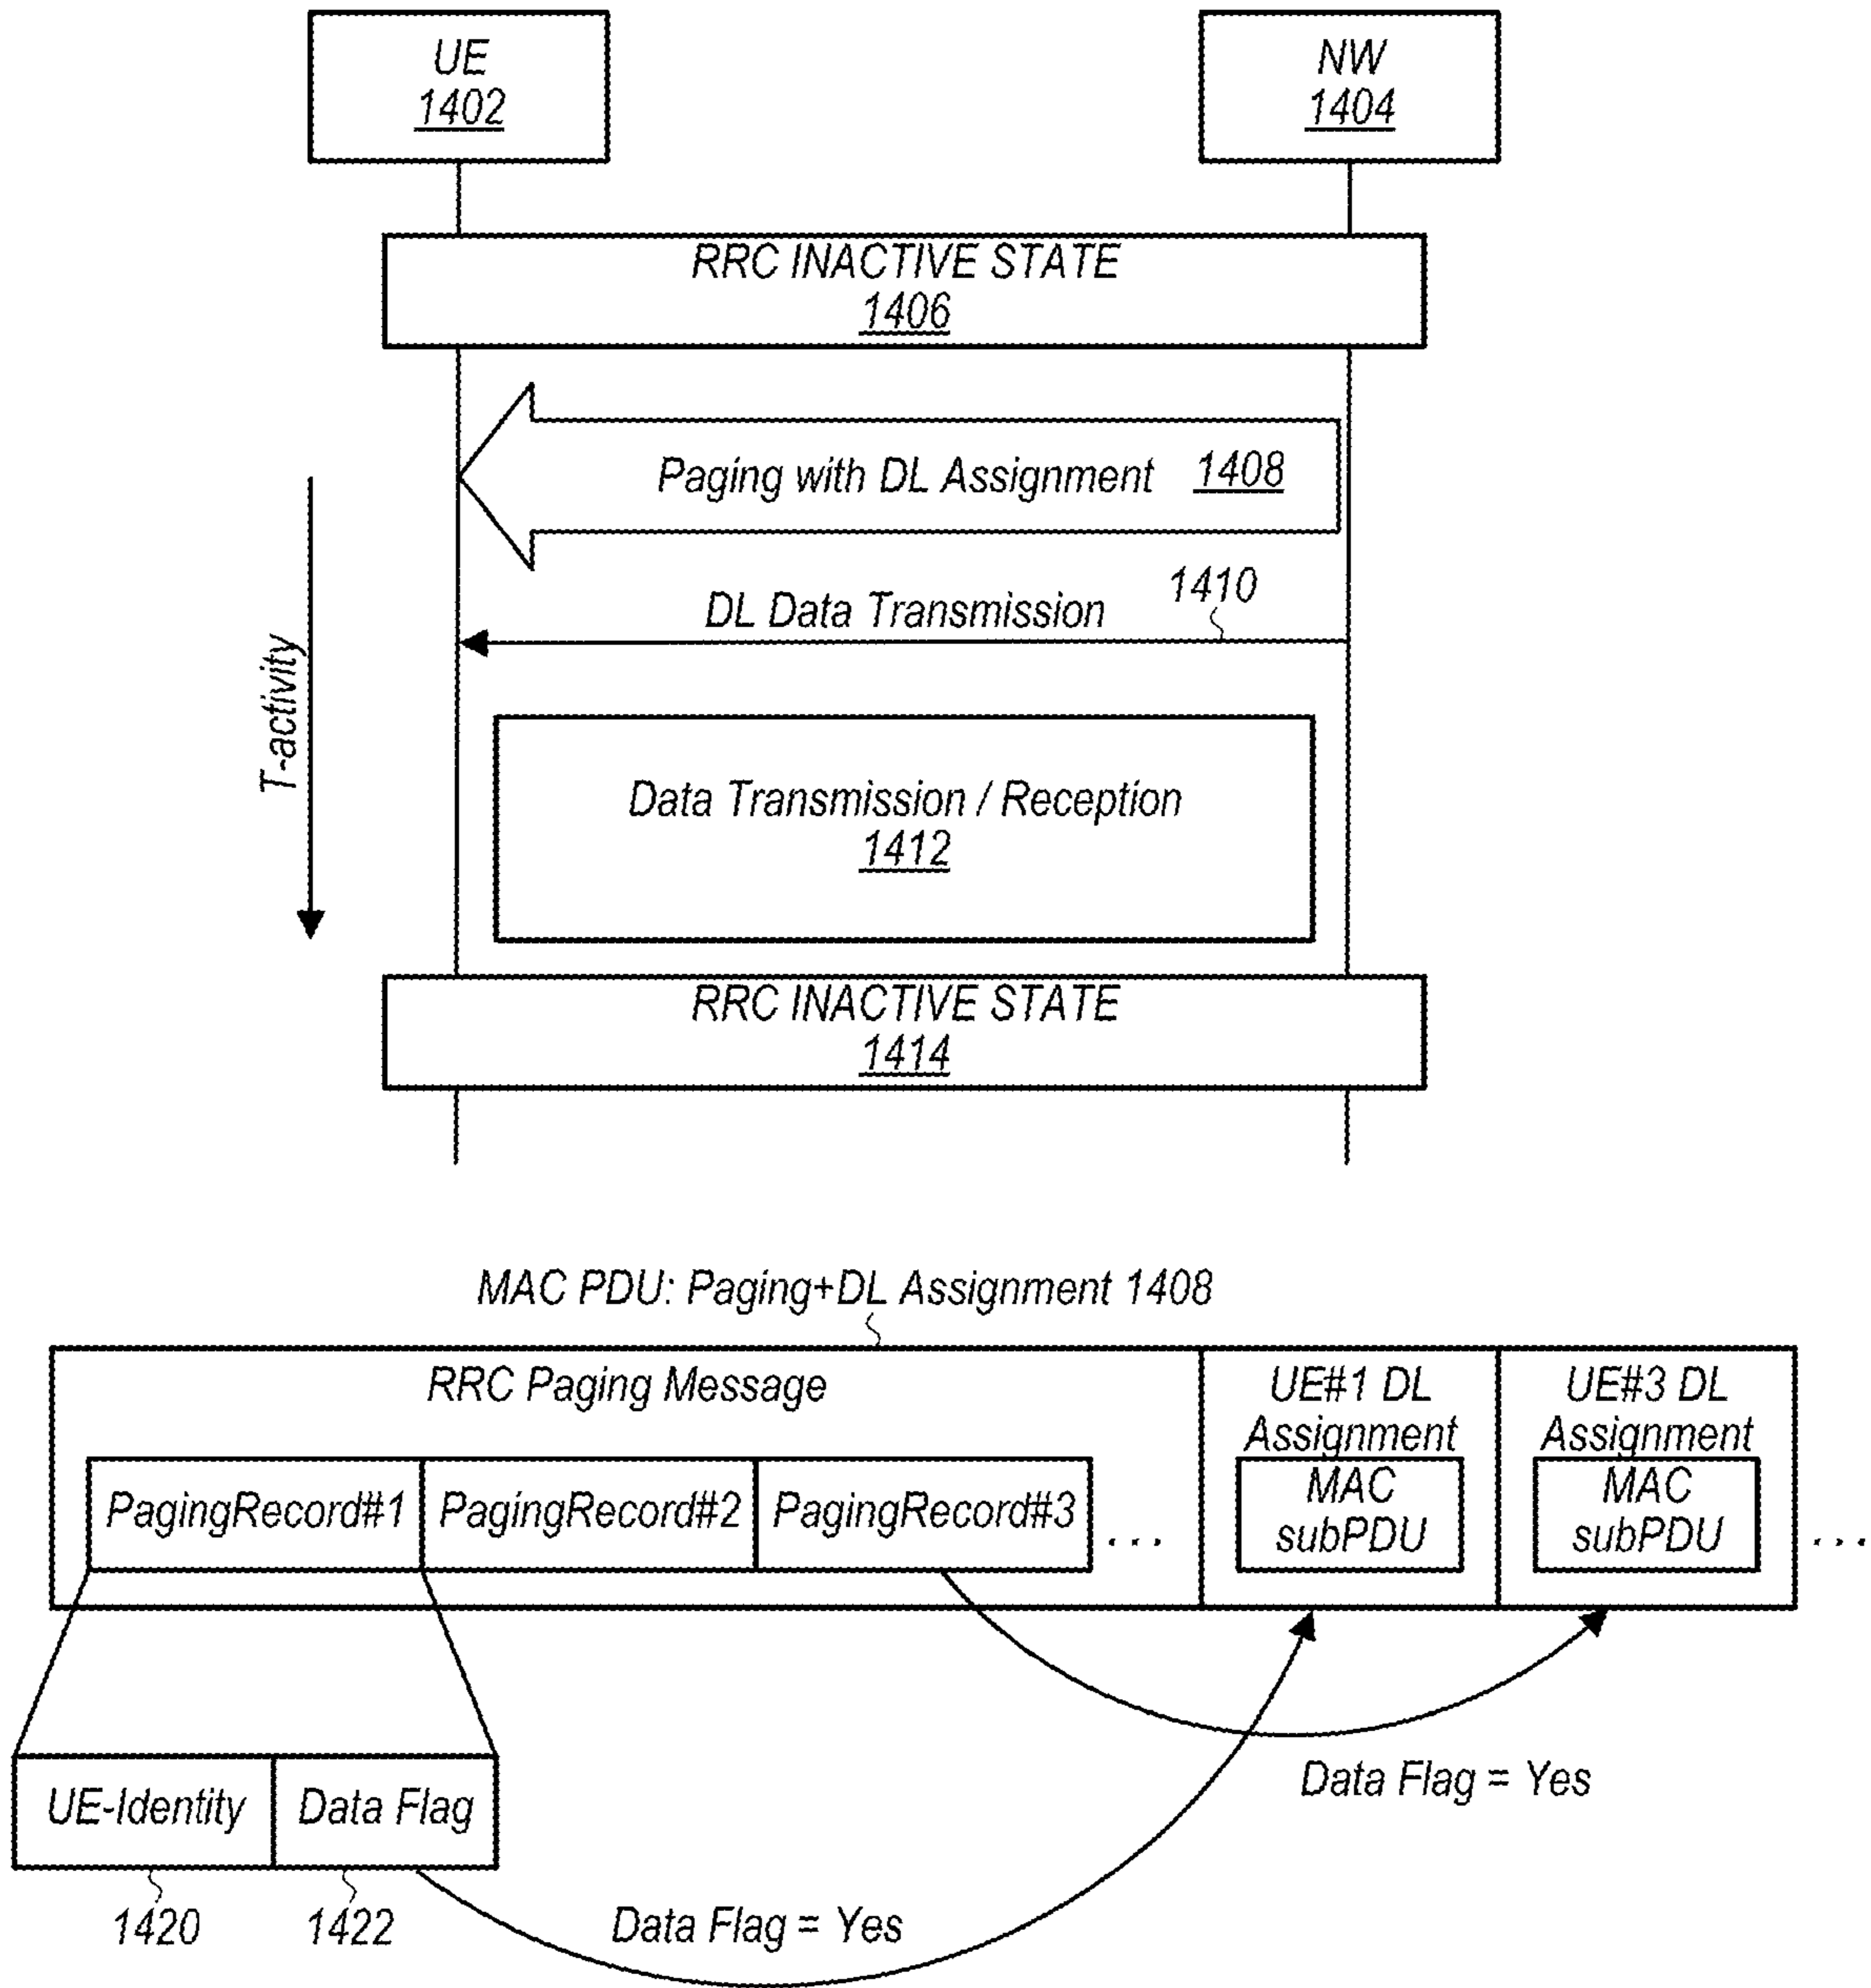 UE
1402
NW
1404
RRC INACTIVE STATE
1406
Paging with DL Assignment 1408
1410
DL Data Transmission
T-activity
Data Transmission / Reception
1412
RRC INACTIVE STATE
1414
MAC PDU: Paging+DL Assignment 1408
RRC Paging Message
UE#1 DL
Assignment
UE#3 DL
Assignment
PagingRecord#1
PagingRecord#2
PagingRecord#3
...
MAC
subPDU
MAC
subPDU
...
UE-Identity
Data Flag
Data Flag = Yes
1420
1422
Data Flag = Yes